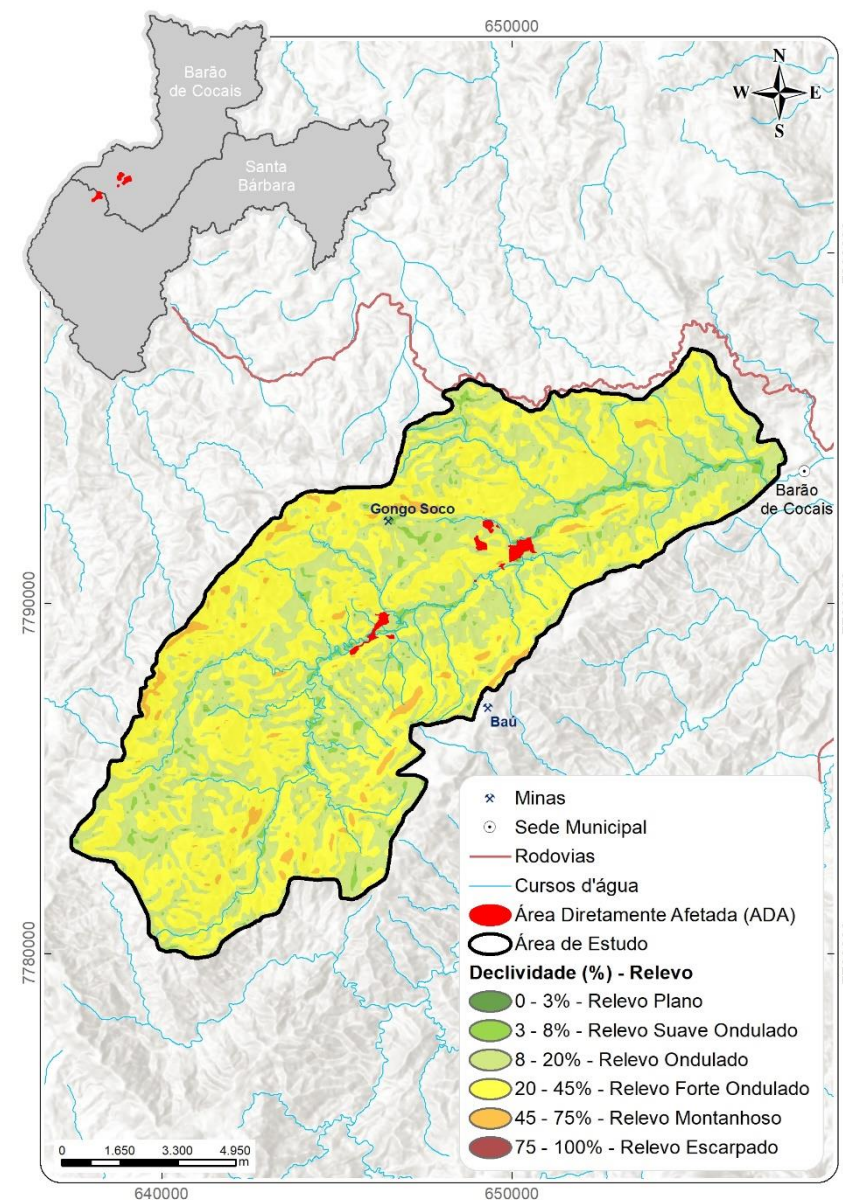 650000
Barão
de Cocais
Santa
Bárbara
N
W
E
S
Gongo Soco
Barão
de Cocais
7790000
Baú
7780000
Minas
Sede Municipal
Rodovias
Cursos d'água
Área Diretamente Afetada (ADA)
Área de Estudo
Declividade (%) - Relevo
0 - 3% - Relevo Plano
3 - 8% - Relevo Suave Ondulado
8 - 20% - Relevo Ondulado
20 - 45% - Relevo Forte Ondulado
45 - 75% - Relevo Montanhoso
75 - 100% - Relevo Escarpado
0 1.650 3.300 4.950
m
640000
650000